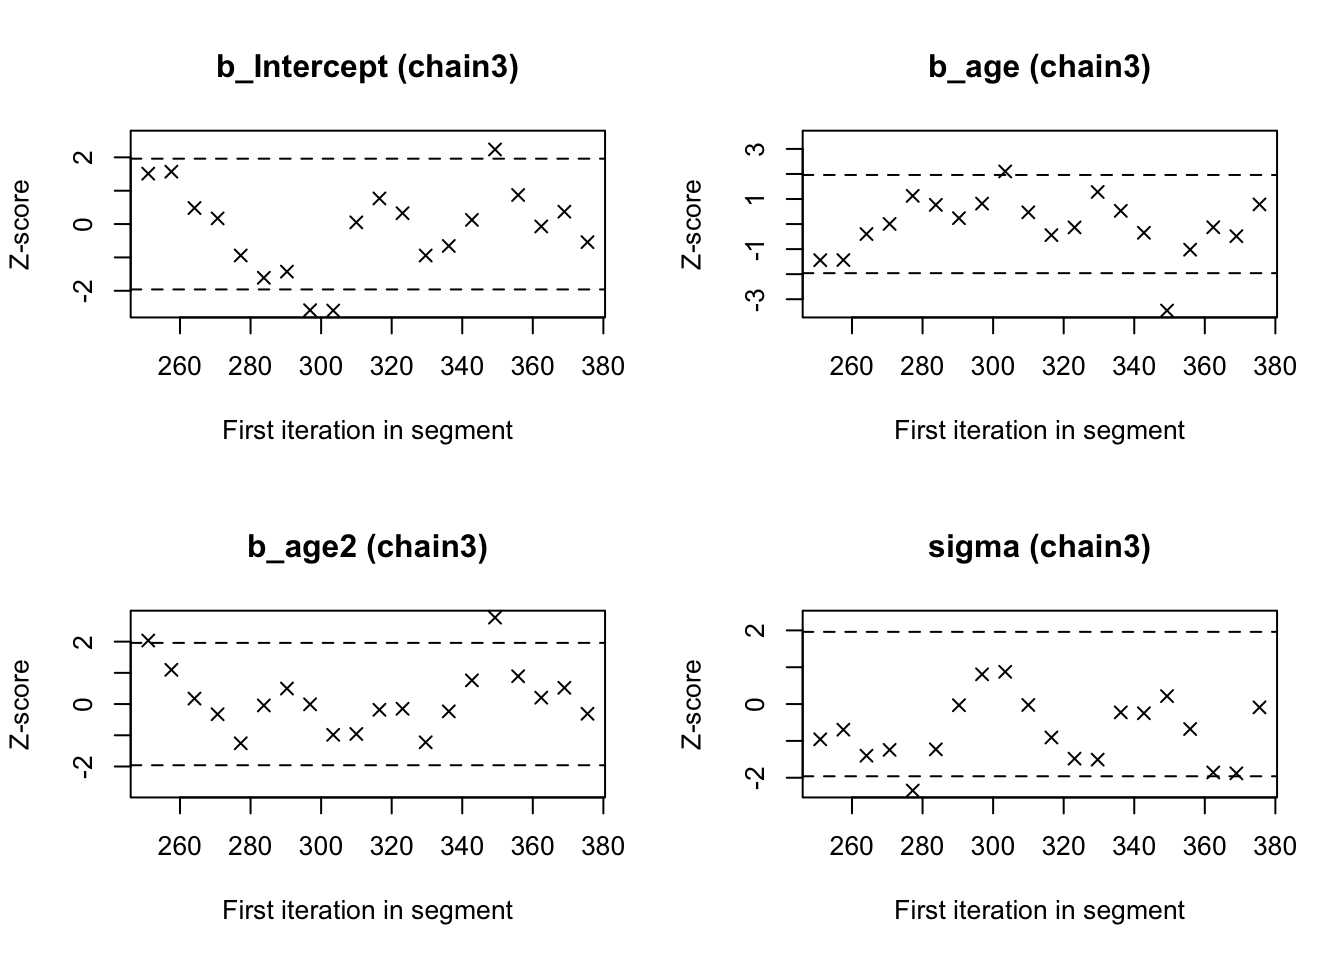 b_Intercept (chain3)
Z-score
2
0
-2
260 280 300 320 340 360 380
First iteration in segment
b_age (chain3)
Z-score
3
1
-1
-3
260 280 300 320 340 360 380
First iteration in segment
b_age2 (chain3)
Z-score
2
0
-2
260 280 300 320 340 360 380
First iteration in segment
sigma (chain3)
Z-score
2
0
-2
260 280 300 320 340 360 380
First iteration in segment